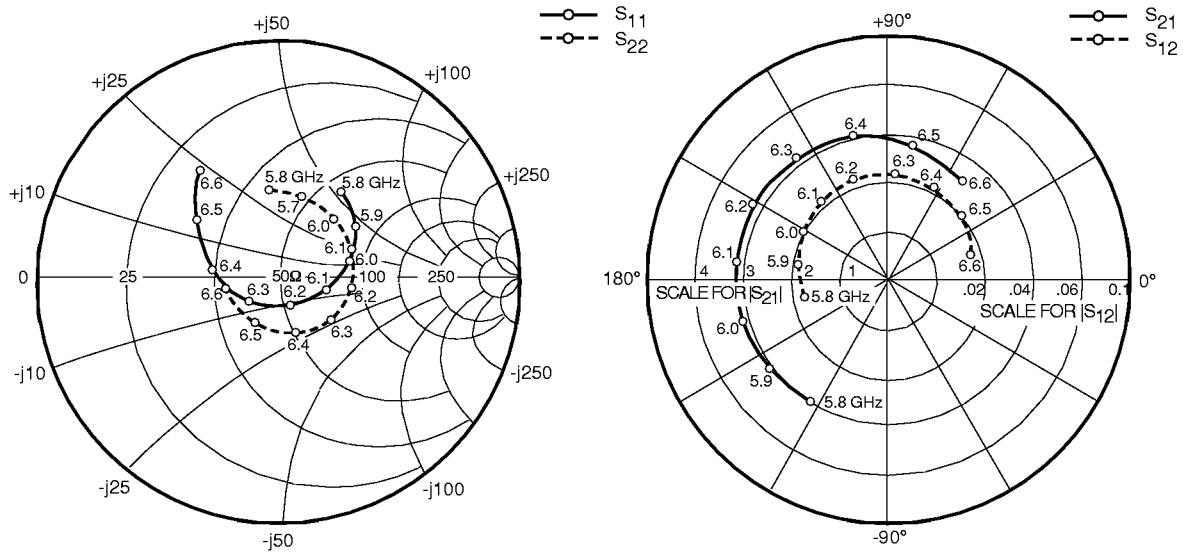 S11
S22
+j50
+j25
+j100
+j10
+j250
5.8 GHz
5.8 GHz
6.6
5.7
5.9
6.5
6.0
6.1
6.0
6.4
0
25
50Ω
6.1
100
250
6.6
6.3
6.2
6.2
6.5
6.4
6.3
-j10
-j250
-j25
-j100
-j50
S21
S12
+90°
6.4
6.5
6.3
6.2
6.3
6.4
6.6
6.1
6.2
6.5
6.0
6.1
5.9
6.6
180°
4
3
2
1
0°
SCALE FOR |S21|
5.8 GHz
.02
.04
.06
0.1
SCALE FOR |S12|
6.0
5.9
5.8 GHz
-90°